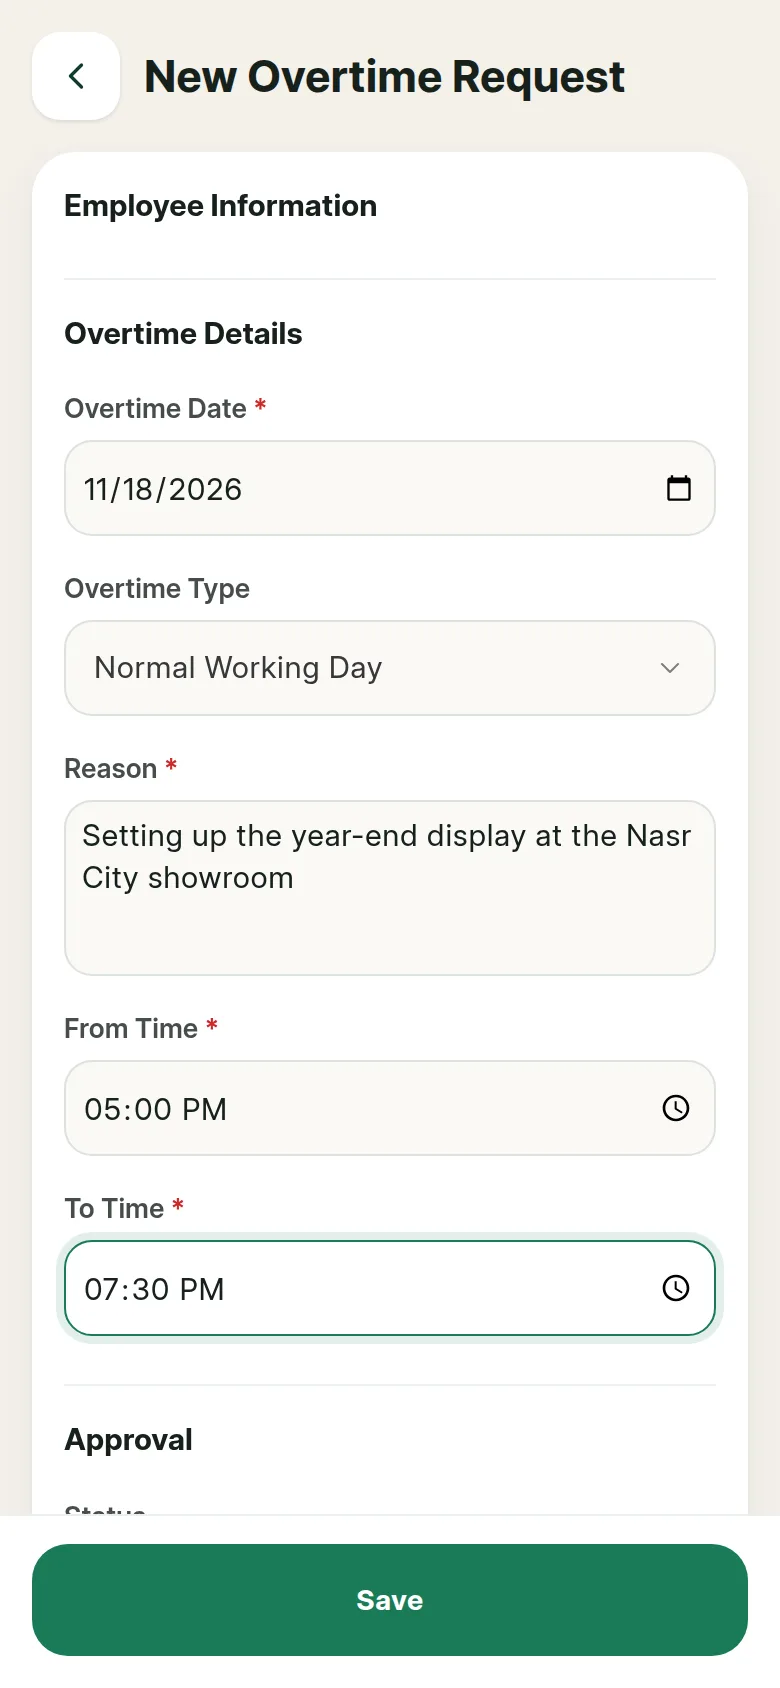 New Overtime Request
Employee Information
Overtime Details
Overtime Date *
11/18/2026
Overtime Type
Normal Working Day
Reason *
Setting up the year-end display at the Nasr
City showroom
From Time *
05:00 PM
To Time *
07:30 PM
Approval
Status
Save